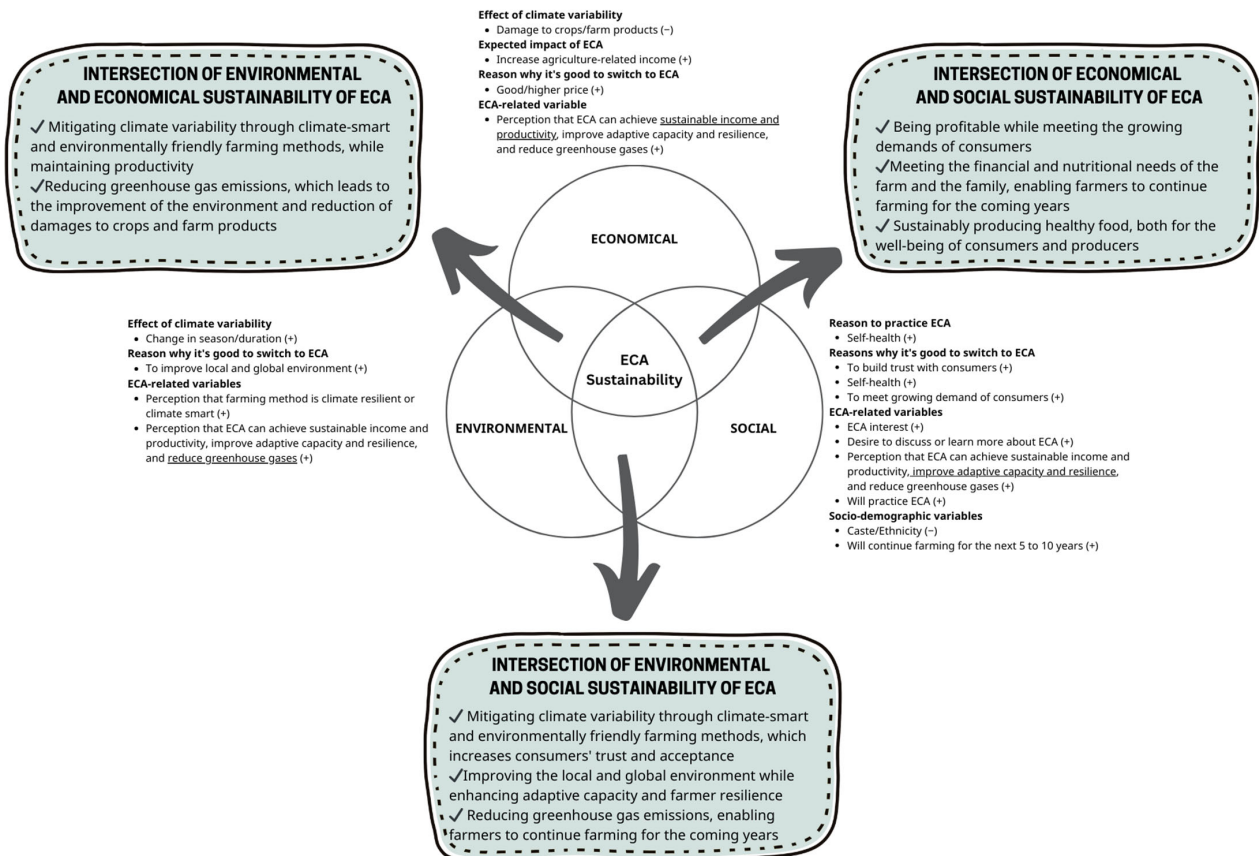 Effect of climate variability
• Damage to crops/farm products (−)
Expected impact of ECA
• Increase agriculture-related income (+)
Reason why it's good to switch to ECA
• Good/higher price (+)
ECA-related variable
• Perception that ECA can achieve sustainable income and
productivity, improve adaptive capacity and resilience,
and reduce greenhouse gases (+)
INTERSECTION OF ENVIRONMENTAL
AND ECONOMICAL SUSTAINABILITY OF ECA
✓ Mitigating climate variability through climate-smart
and environmentally friendly farming methods, while
maintaining productivity
✓Reducing greenhouse gas emissions, which leads to
the improvement of the environment and reduction of
damages to crops and farm products
INTERSECTION OF ECONOMICAL
AND SOCIAL SUSTAINABILITY OF ECA
✓ Being profitable while meeting the growing
demands of consumers
✓Meeting the financial and nutritional needs of the
farm and the family, enabling farmers to continue
farming for the coming years
✓ Sustainably producing healthy food, both for the
well-being of consumers and producers
ECONOMICAL
Effect of climate variability
• Change in season/duration (+)
Reason why it's good to switch to ECA
• To improve local and global environment (+)
ECA-related variables
• Perception that farming method is climate resilient or
climate smart (+)
• Perception that ECA can achieve sustainable income and
productivity, improve adaptive capacity and resilience,
and reduce greenhouse gases (+)
ECA
Sustainability
ENVIRONMENTAL
SOCIAL
Reason to practice ECA
• Self-health (+)
Reasons why it's good to switch to ECA
• To build trust with consumers (+)
• Self-health (+)
• To meet growing demand of consumers (+)
ECA-related variables
• ECA interest (+)
• Desire to discuss or learn more about ECA (+)
• Perception that ECA can achieve sustainable income and
productivity, improve adaptive capacity and resilience,
and reduce greenhouse gases (+)
• Will practice ECA (+)
Socio-demographic variables
• Caste/Ethnicity (−)
• Will continue farming for the next 5 to 10 years (+)
INTERSECTION OF ENVIRONMENTAL
AND SOCIAL SUSTAINABILITY OF ECA
✓ Mitigating climate variability through climate-smart
and environmentally friendly farming methods, which
increases consumers' trust and acceptance
✓Improving the local and global environment while
enhancing adaptive capacity and farmer resilience
✓ Reducing greenhouse gas emissions, enabling
farmers to continue farming for the coming years